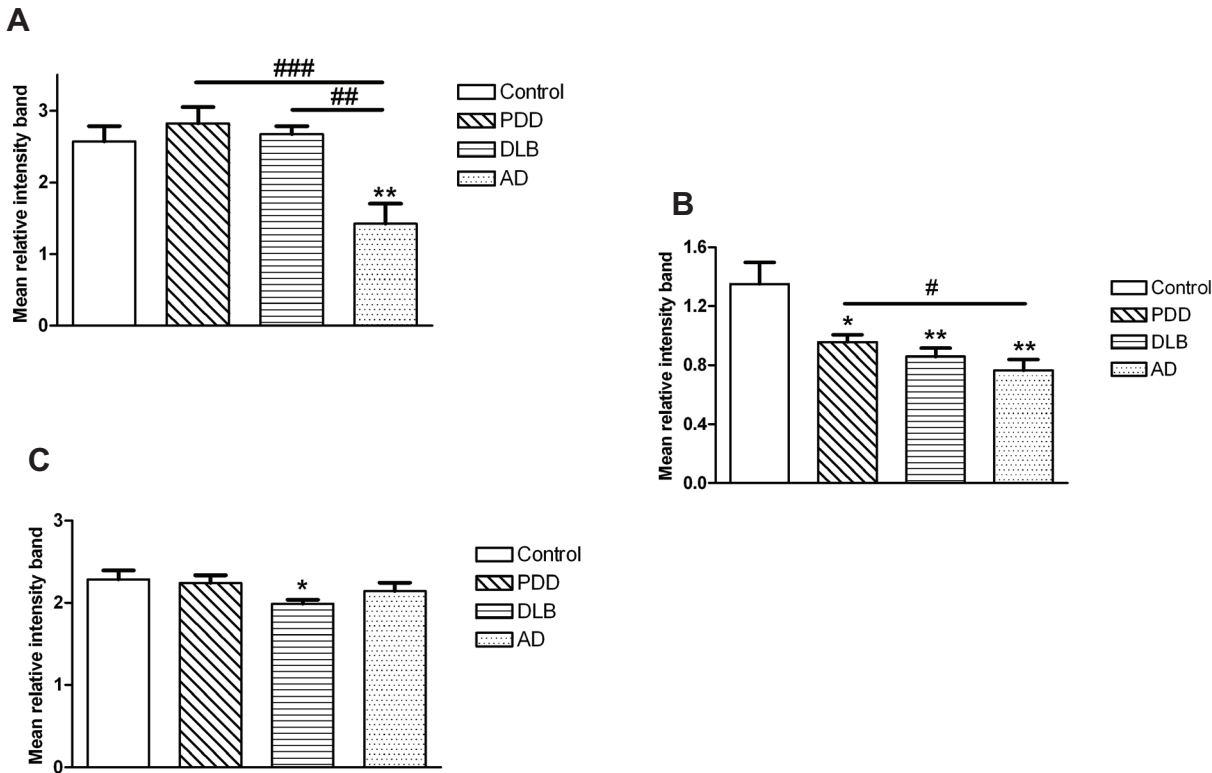 A
###
##
**
Mean relative intensity band
3
2
1
0
Control
PDD
DLB
AD
B
#
*
**
**
Mean relative intensity band
1.6
1.2
0.8
0.4
0.0
Control
PDD
DLB
AD
C
*
Mean relative intensity band
3
2
1
0
Control
PDD
DLB
AD